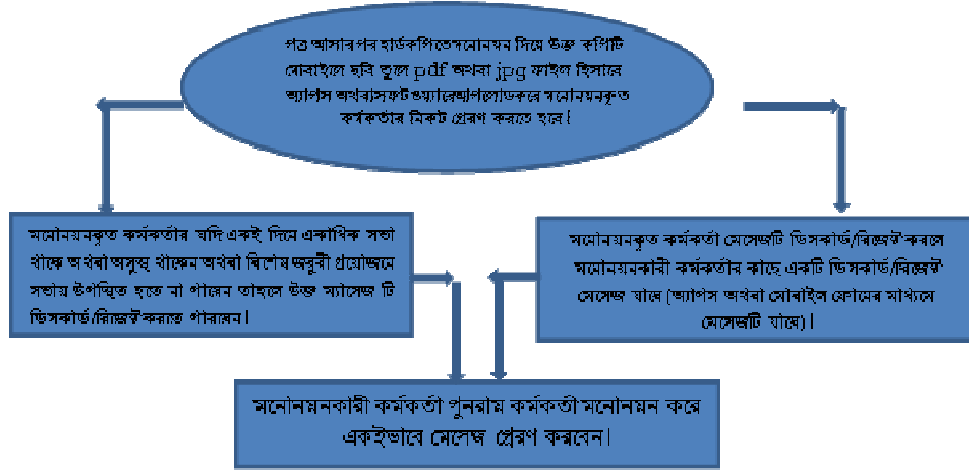 পত্র আসার পর হার্ডকপিতে মনোনয়ন দিয়ে উক্ত কপিটি
মোবাইলে ছবি তুলে pdf অথবা jpg ফাইল হিসাবে
অ্যাপস অথবা সফটওয়্যারে আপলোড করে মনোনয়নকৃত
কর্মকর্তার নিকট প্রেরণ করতে হবে।
মনোনয়নকৃত কর্মকর্তার যদি একই দিনে একাধিক সভা
থাকে অথবা অসুস্থ থাকেন অথবা বিশেষ জরুরী প্রয়োজনে
সভায় উপস্থিত হতে না পারেন তাহলে উক্ত ম্যাসেজ টি
ডিসকার্ড/রিজেক্ট করতে পারবেন।
মনোনয়নকৃত কর্মকর্তা মেসেজটি ডিসকার্ড/রিজেক্ট করলে
মনোনয়নকারী কর্মকর্তার কাছে একটি ডিসকার্ড/রিজেক্ট
মেসেজ যাবে (অ্যাপস অথবা মোবাইল ফোনের মাধ্যমে
মেসেজটি যাবে)।
মনোনয়নকারী কর্মকর্তা পুনরায় কর্মকর্তা মনোনয়ন করে
একইভাবে মেসেজ প্রেরণ করবেন।